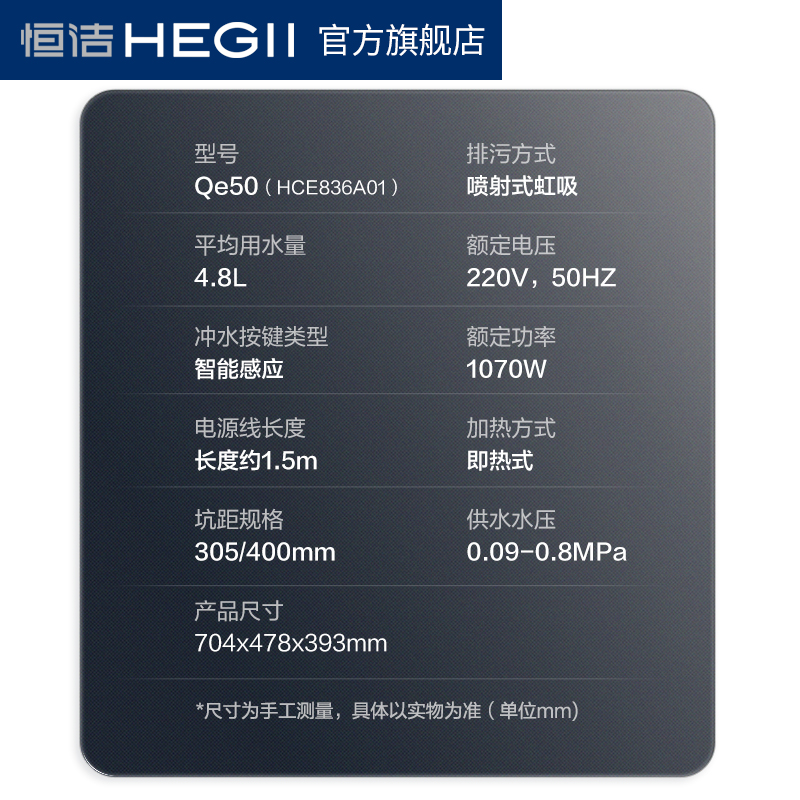 恒洁HEGII 官方旗舰店
型号
Qe50（HCE836A01）
排污方式
喷射式虹吸
平均用水量
4.8L
额定电压
220V，50HZ
冲水按键类型
智能感应
额定功率
1070W
电源线长度
长度约1.5m
加热方式
即热式
坑距规格
305/400mm
供水水压
0.09-0.8MPa
产品尺寸
704x478x393mm
*尺寸为手工测量，具体以实物为准（单位mm)